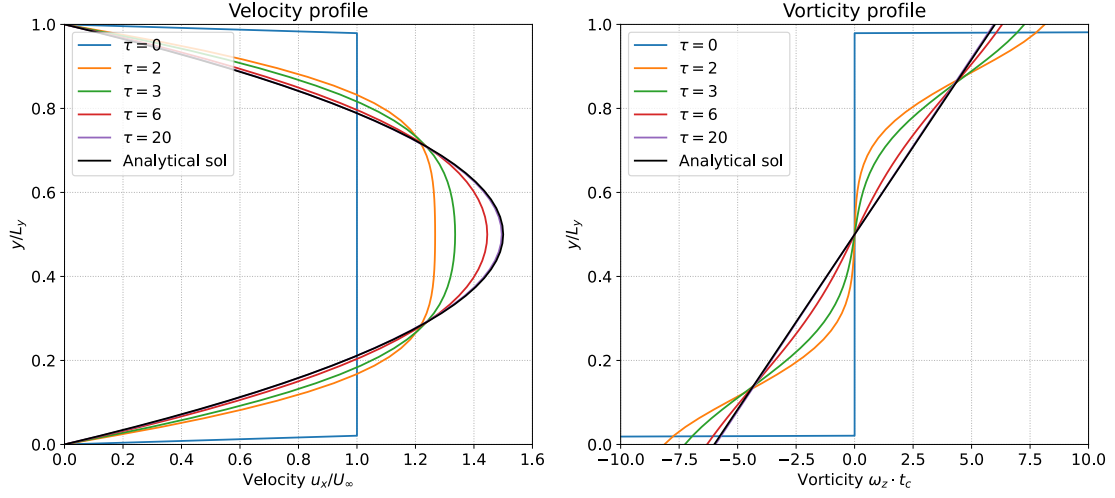 Velocity profile
1.0
0.8
0.6
0.4
0.2
0.0
y/L_y
τ = 0
τ = 2
τ = 3
τ = 6
τ = 20
Analytical sol
0.0 0.2 0.4 0.6 0.8 1.0 1.2 1.4 1.6
Velocity u_x/U_∞
Vorticity profile
1.0
0.8
0.6
0.4
0.2
0.0
y/L_y
τ = 0
τ = 2
τ = 3
τ = 6
τ = 20
Analytical sol
−10.0 −7.5 −5.0 −2.5 0.0 2.5 5.0 7.5 10.0
Vorticity ω_z · t_c